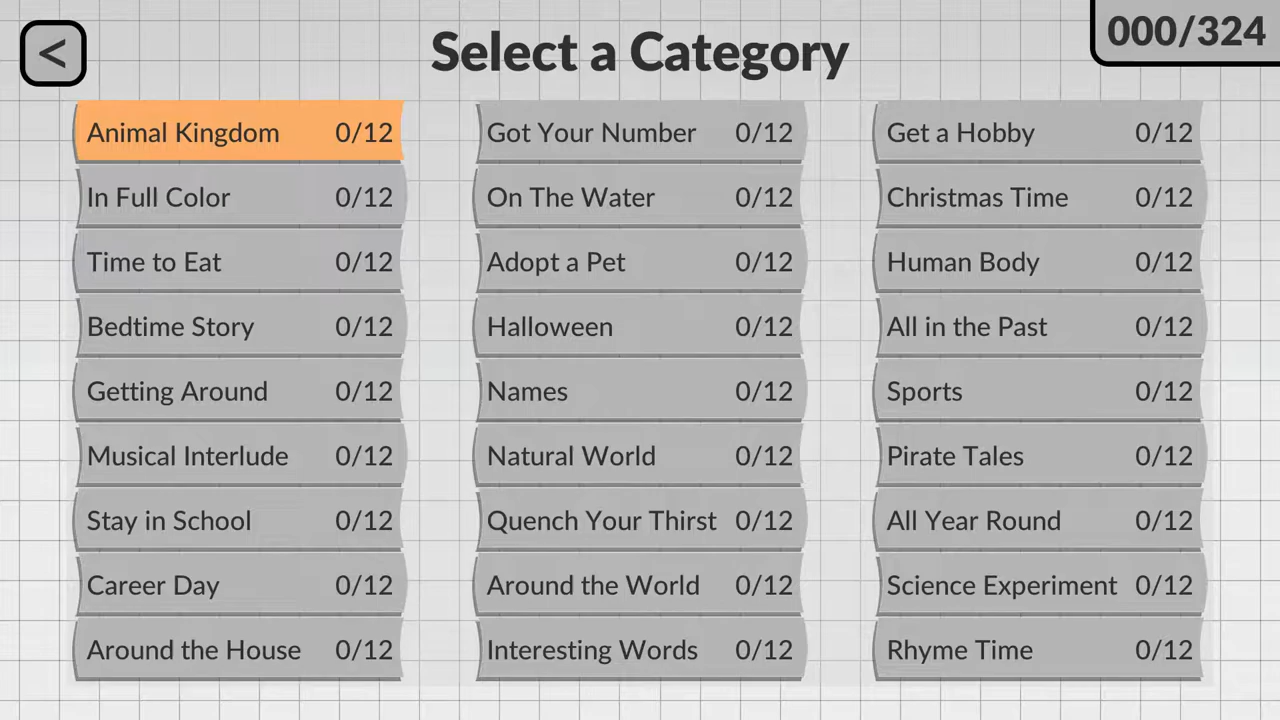 <
Select a Category
000/324
Animal Kingdom 0/12
In Full Color 0/12
Time to Eat 0/12
Bedtime Story 0/12
Getting Around 0/12
Musical Interlude 0/12
Stay in School 0/12
Career Day 0/12
Around the House 0/12
Got Your Number 0/12
On The Water 0/12
Adopt a Pet 0/12
Halloween 0/12
Names 0/12
Natural World 0/12
Quench Your Thirst 0/12
Around the World 0/12
Interesting Words 0/12
Get a Hobby 0/12
Christmas Time 0/12
Human Body 0/12
All in the Past 0/12
Sports 0/12
Pirate Tales 0/12
All Year Round 0/12
Science Experiment 0/12
Rhyme Time 0/12